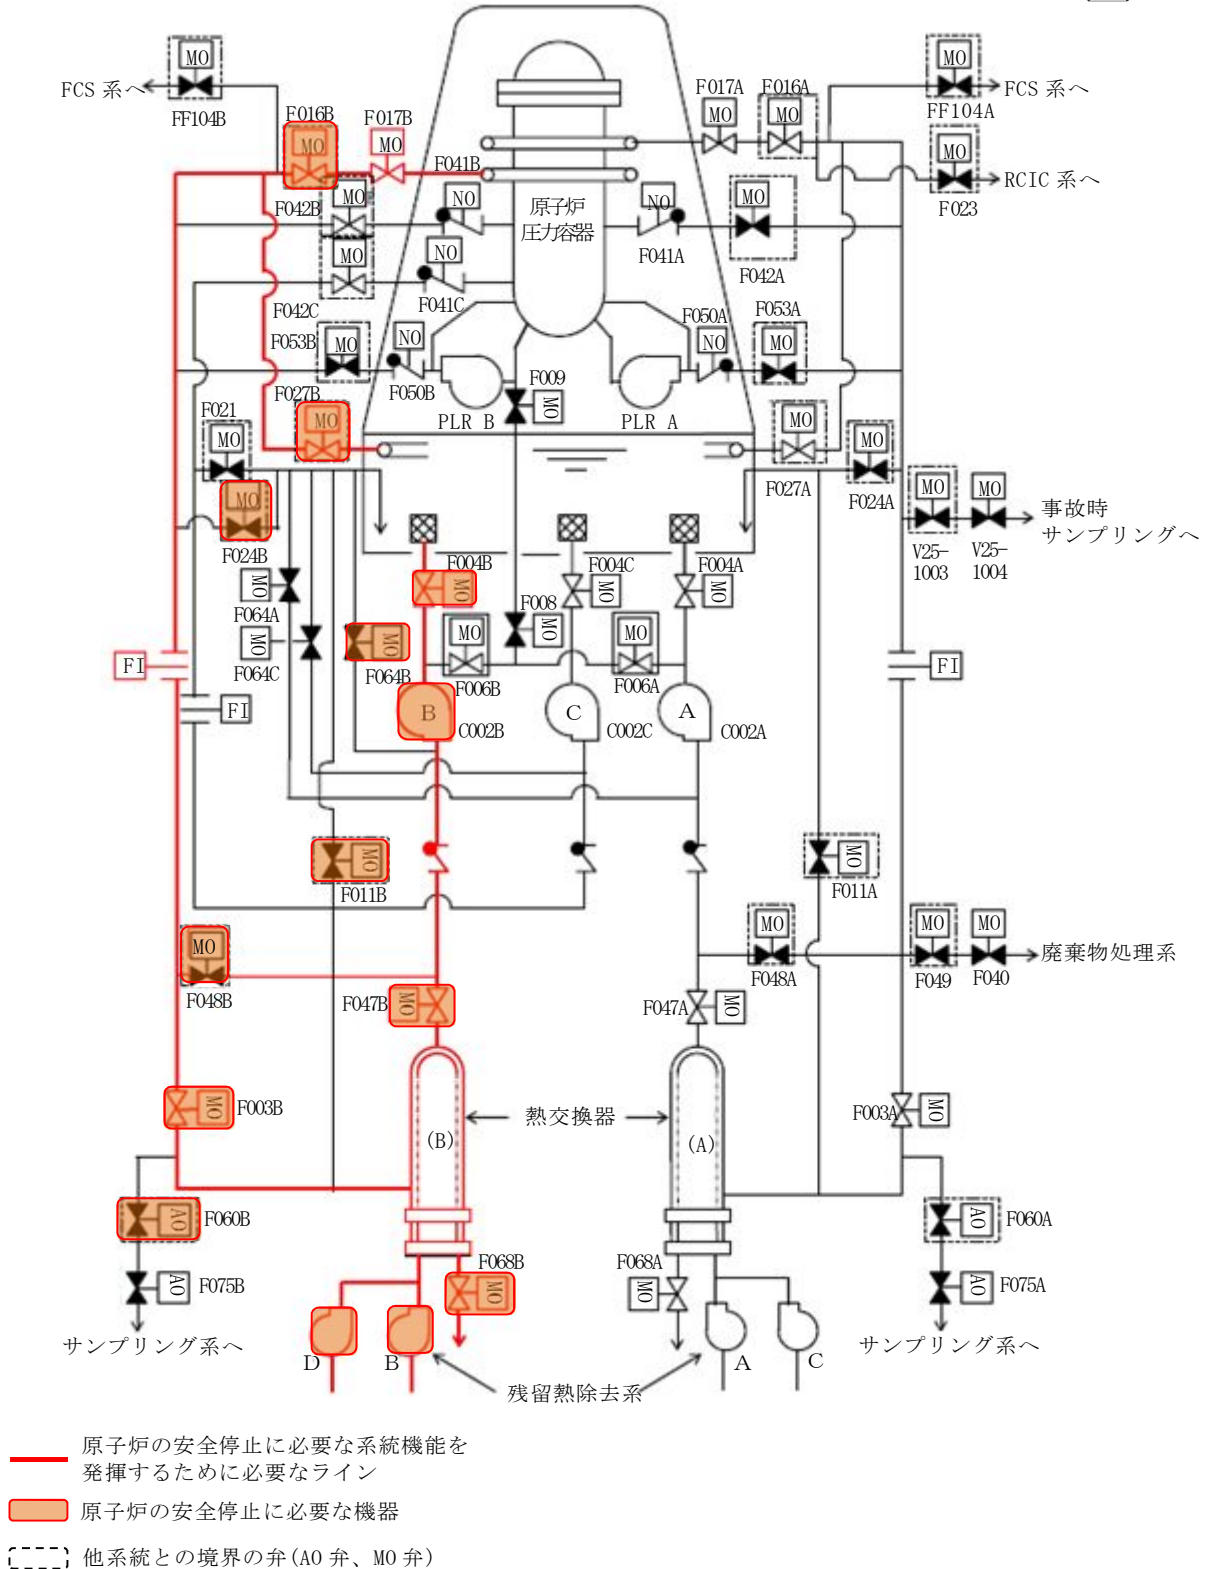 MO
MO
FCS 系へ
FF104B
F016B
F017B
F017A
F016A
FF104A
FCS 系へ
MO
MO
MO
MO
F041B
MO
RCIC 系へ
F042B
MO
NO
原子炉
圧力容器
NO
MO
F023
MO
NO
F041A
F042A
F042C
F041C
F053B
MO
NO
F050A
F053A
NO
MO
F050B
F009
MO
F027B
PLR B
PLR A
F021
MO
MO
MO
MO
F027A
F024A
MO
MO
MO
事故時
サンプリングへ
V25-
1003
V25-
1004
F024B
MO
F064A
F004B
MO
F004C
MO
F004A
MO
F008
MO
MO
F064C
MO
F064B
MO
F006B
MO
F006A
FI
FI
FI
B
C002B
C
C002C
A
C002A
MO
F011B
MO
F011A
MO
F048B
MO
F048A
MO
F049
MO
F040
廃棄物処理系
F047B
MO
F047A
MO
MO
F003B
熱交換器
F003A
MO
(B)
(A)
AO
F060B
AO
F060A
AO
F075B
F068B
MO
F068A
MO
AO
F075A
サンプリング系へ
D
B
A
C
サンプリング系へ
残留熱除去系
原子炉の安全停止に必要な系統機能を
発揮するために必要なライン
原子炉の安全停止に必要な機器
他系統との境界の弁(AO 弁、MO 弁)